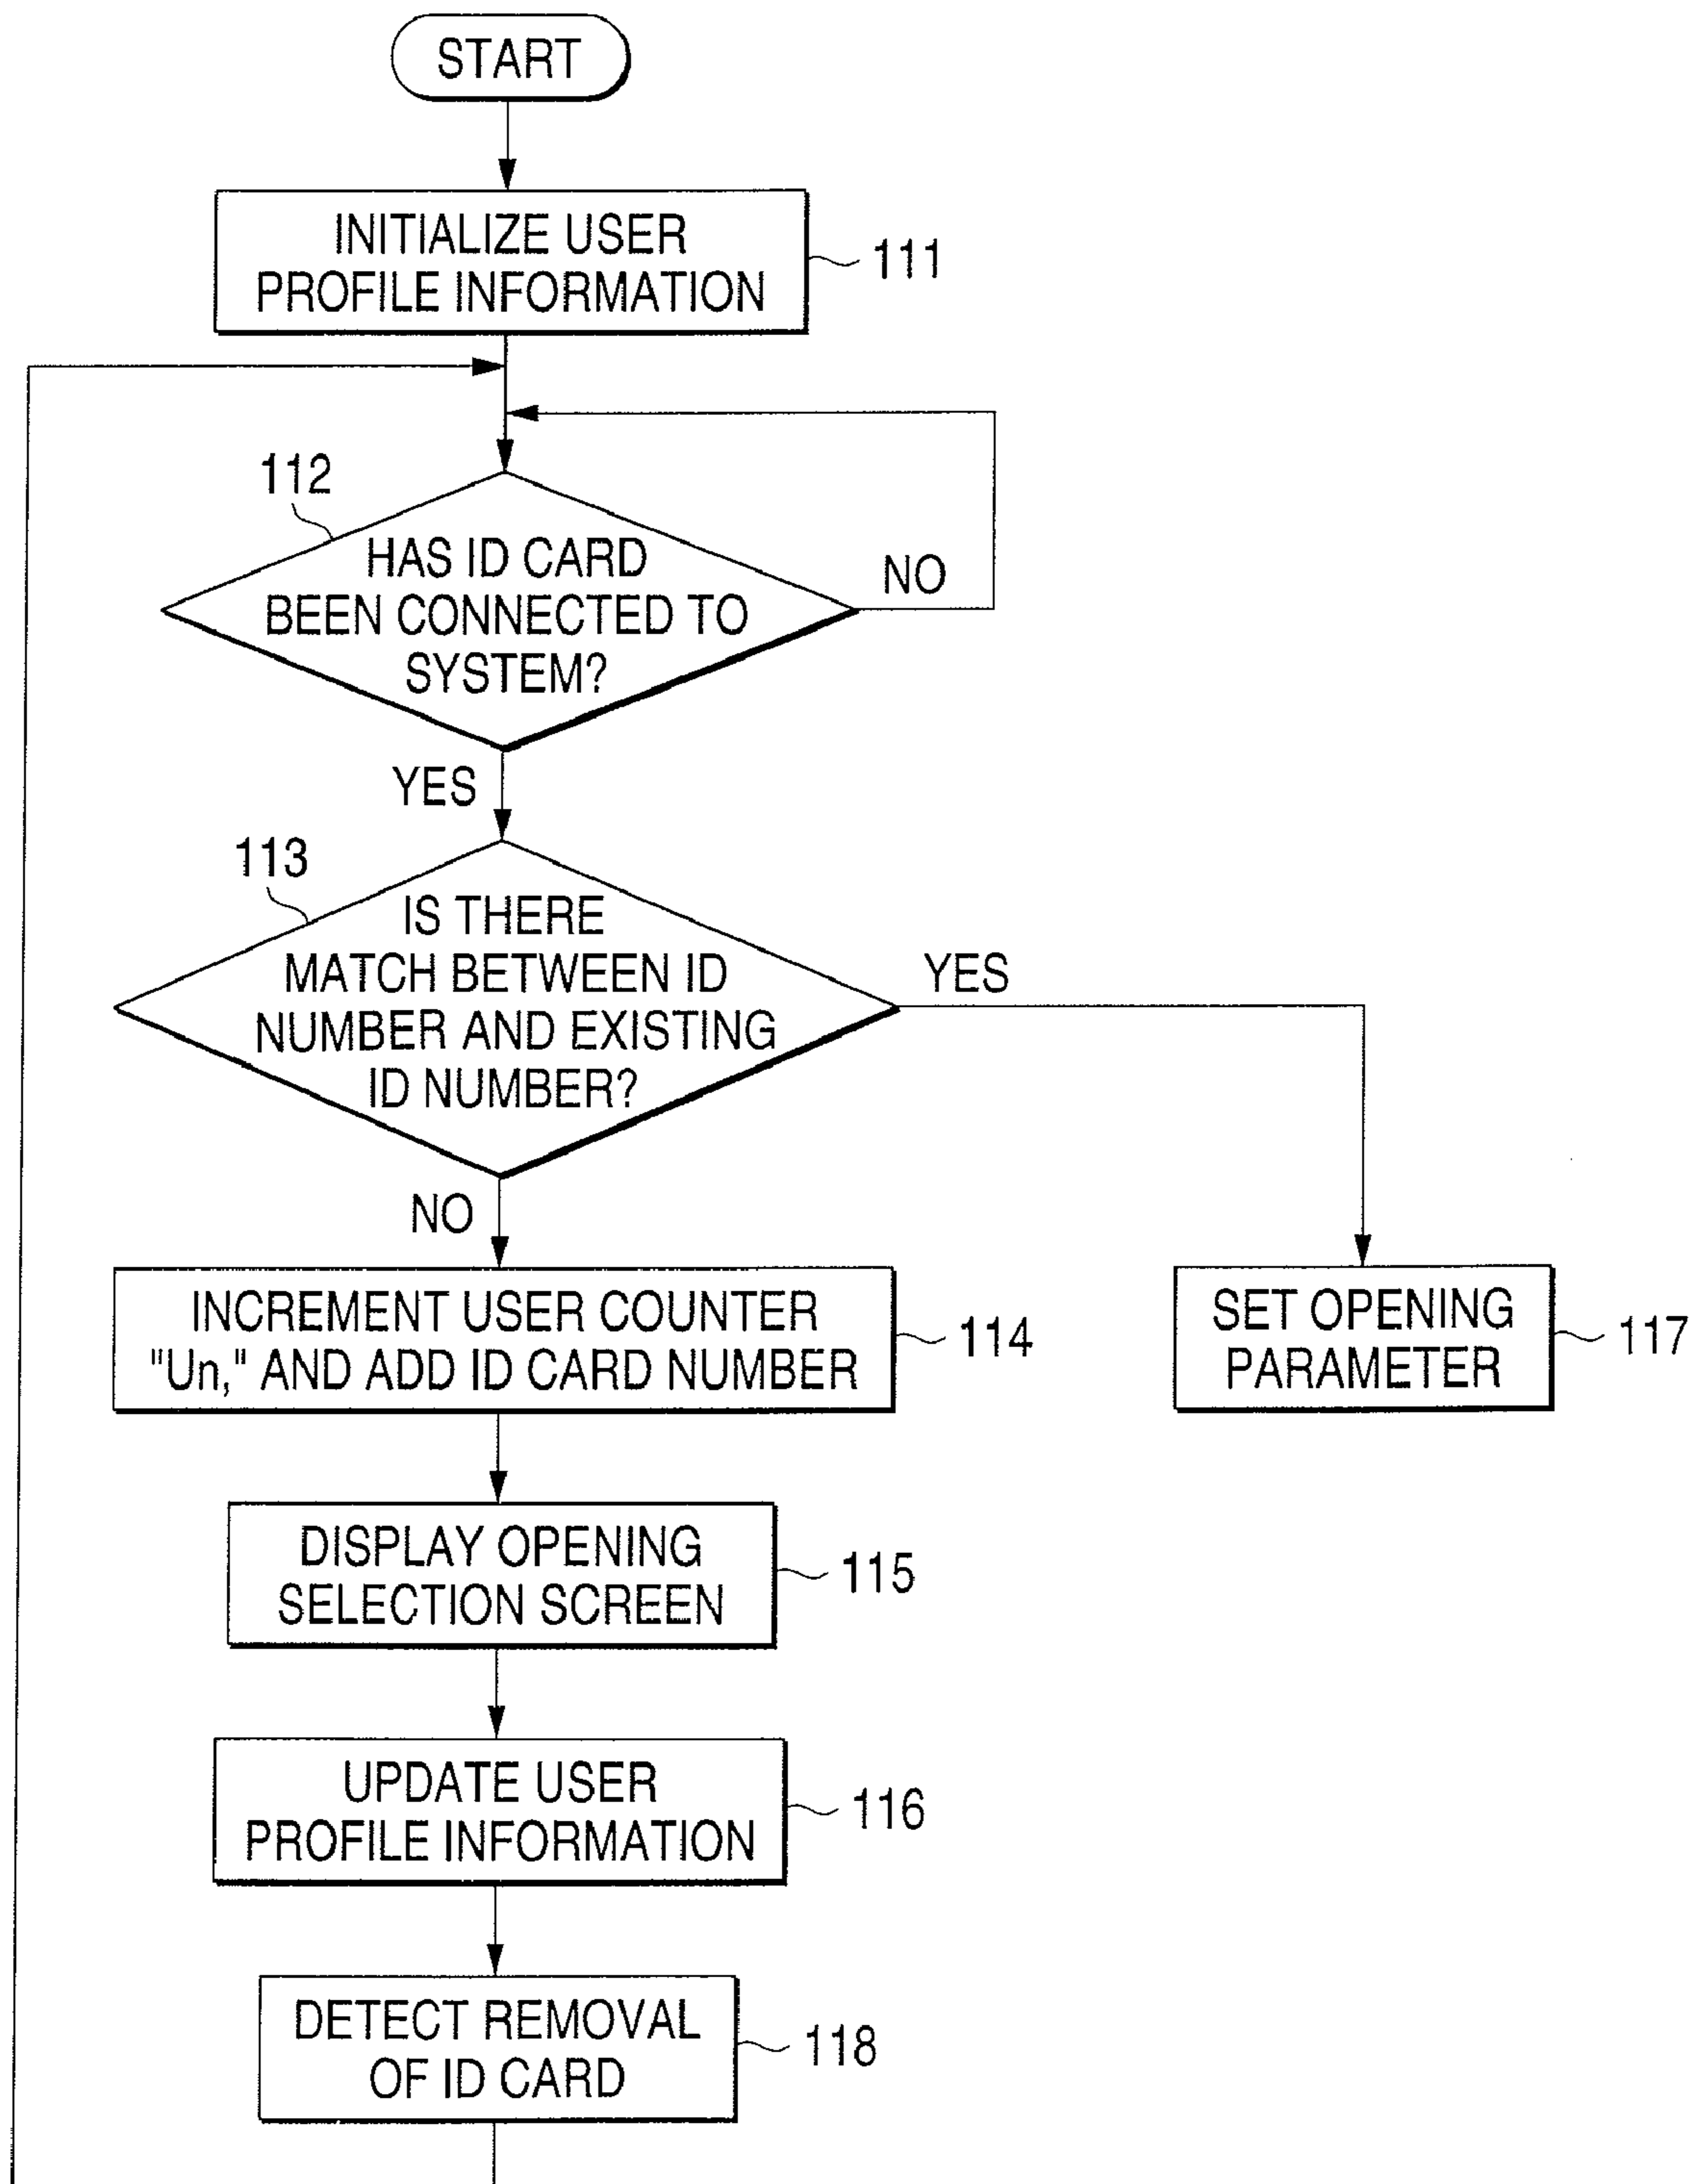 START
INITIALIZE USER
PROFILE INFORMATION
111
112
HAS ID CARD
BEEN CONNECTED TO
SYSTEM?
NO
YES
113
IS THERE
MATCH BETWEEN ID
NUMBER AND EXISTING
ID NUMBER?
YES
NO
INCREMENT USER COUNTER
"Un," AND ADD ID CARD NUMBER
114
SET OPENING
PARAMETER
117
DISPLAY OPENING
SELECTION SCREEN
115
UPDATE USER
PROFILE INFORMATION
116
DETECT REMOVAL
OF ID CARD
118